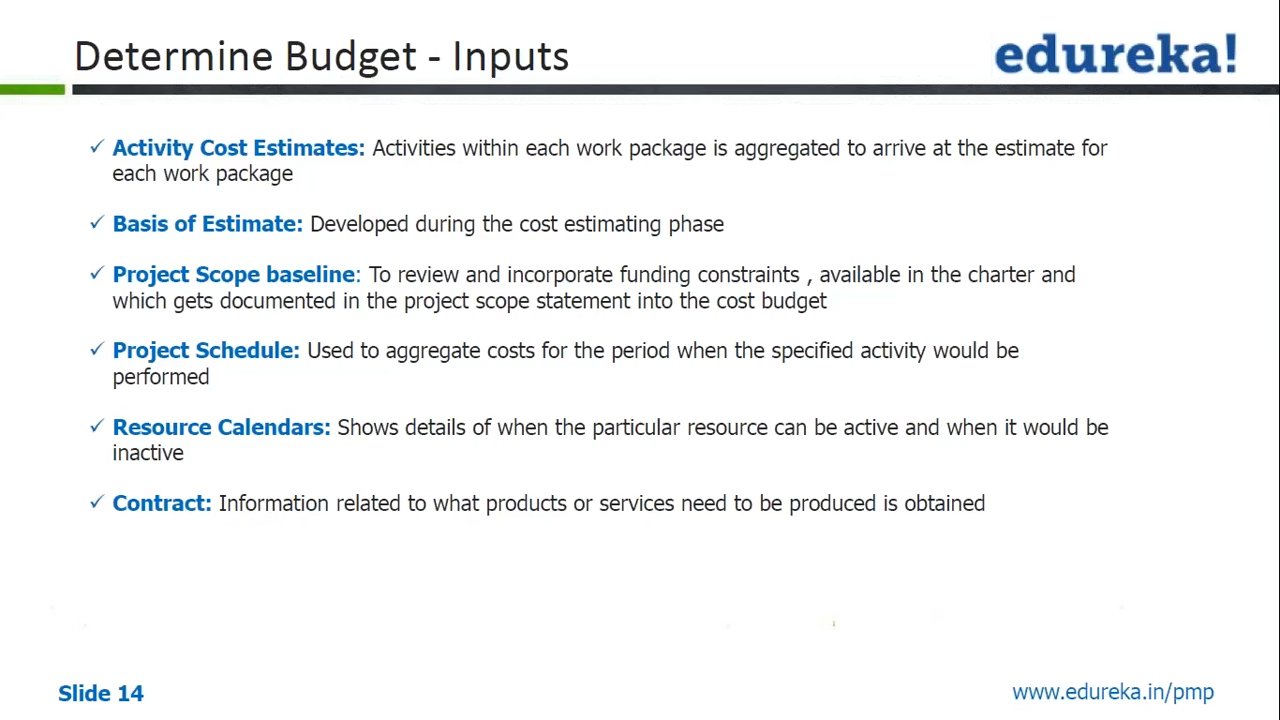 Determine Budget - Inputs
edureka!
✓ Activity Cost Estimates: Activities within each work package is aggregated to arrive at the estimate for
each work package
✓ Basis of Estimate: Developed during the cost estimating phase
✓ Project Scope baseline: To review and incorporate funding constraints , available in the charter and
which gets documented in the project scope statement into the cost budget
✓ Project Schedule: Used to aggregate costs for the period when the specified activity would be
performed
✓ Resource Calendars: Shows details of when the particular resource can be active and when it would be
inactive
✓ Contract: Information related to what products or services need to be produced is obtained
Slide 14
www.edureka.in/pmp